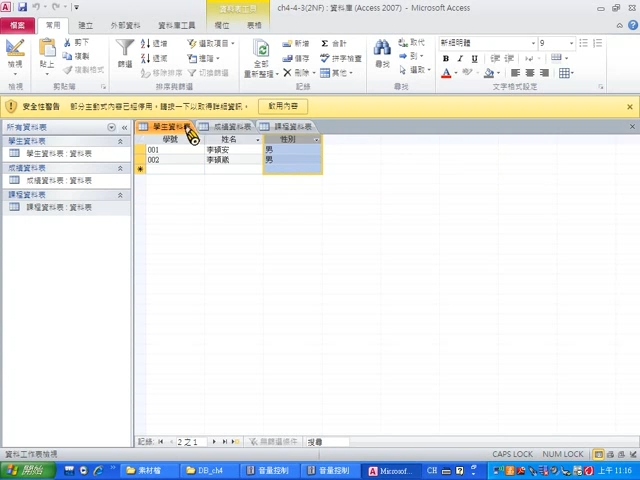 ch4-4-3(2NF) : 資料庫 (Access 2007) - Microsoft Access
資料表工具
檔案 常用 建立 外部資料 資料庫工具 欄位 表格
檢視 貼上 剪下 複製 複製格式 篩選 遞增 遞減 移除排序 選取項目 進階 切換篩選 全部重新整理 新增 儲存 刪除 合計 拼字檢查 其他 尋找 取代 到 選取 新細明體 9
B I U A
檢視 剪貼簿 排序與篩選 記錄 尋找 文字格式設定
安全性警告 部分主動式內容已經停用，請按一下以取得詳細資訊。 啟用內容
所有資料表 學生資料表 成績資料表 課程資料表
學生資料表 學號 姓名 性別
學生資料表 : 資料表 001 李碩安 男
成績資料表 002 李碩崴 男
成績資料表 : 資料表
課程資料表
課程資料表 : 資料表
記錄: 2 之 1 無篩選條件 搜尋
資料工作表檢視 CAPS LOCK NUM LOCK
開始 素材檔 DB_ch4 音量控制 音量控制 Microsof... CH 上午 11:16